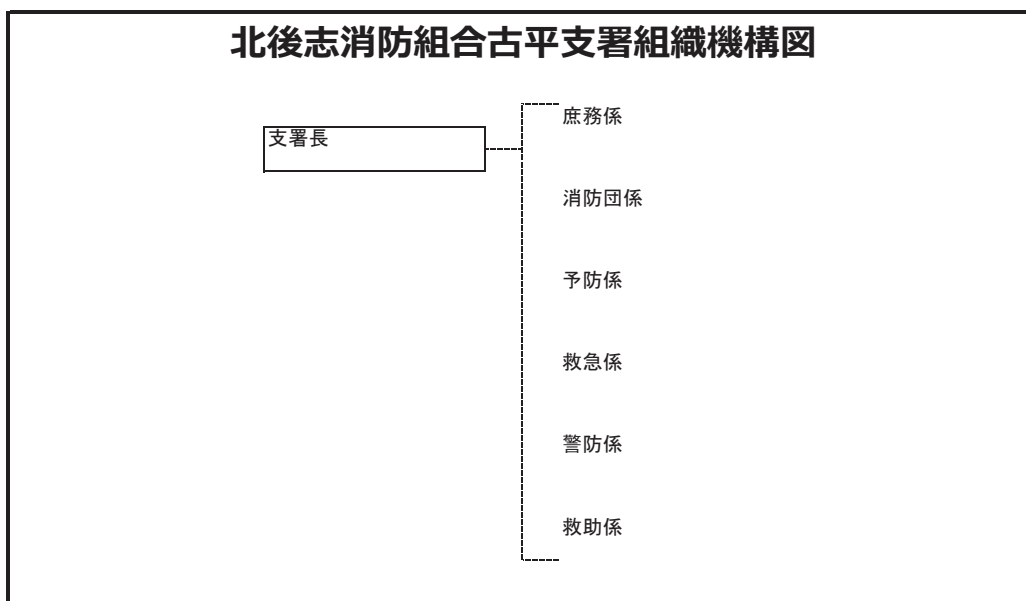 北後志消防組合古平支署組織機構図
支署長
庶務係
消防団係
予防係
救急係
警防係
救助係